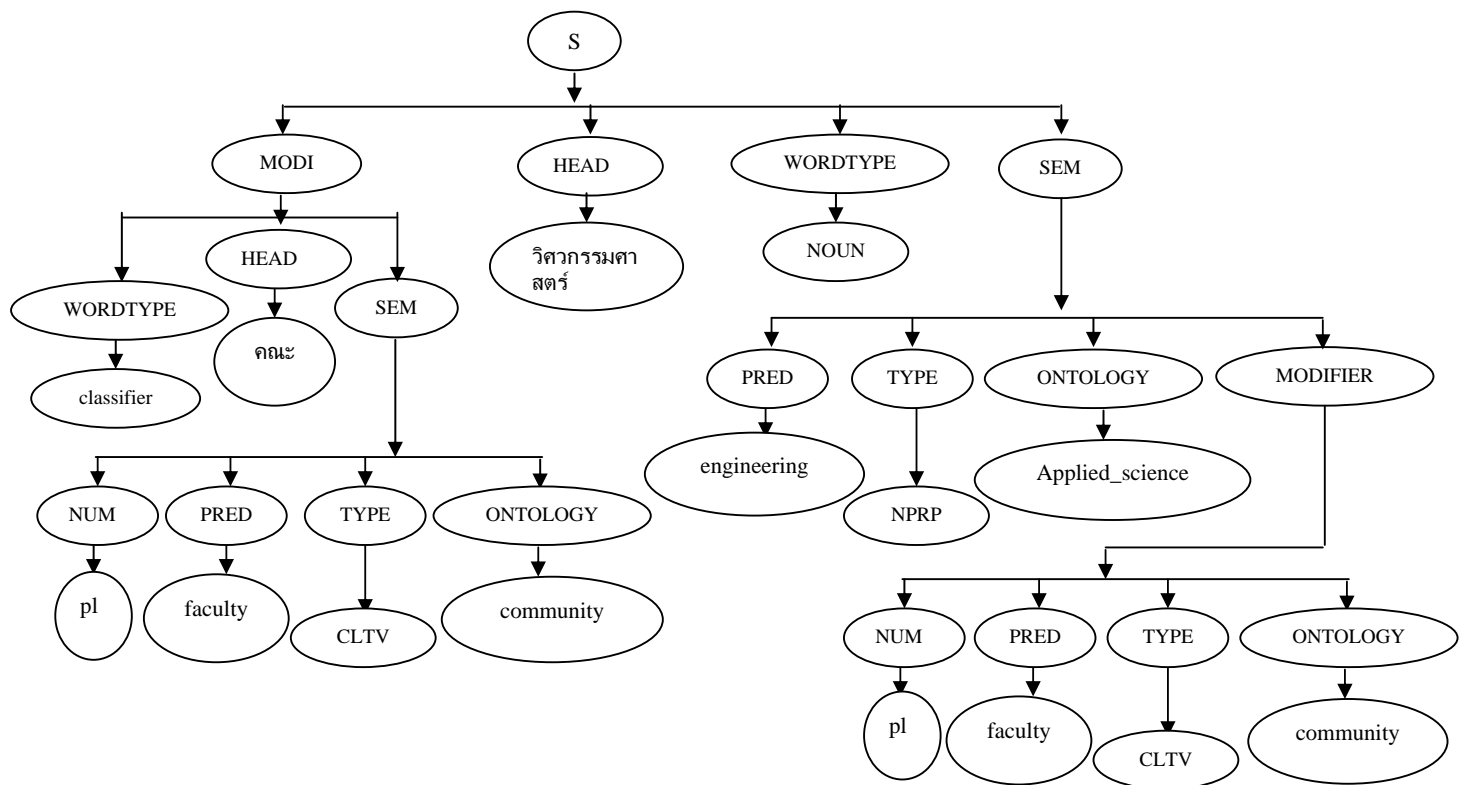 S
MODI
HEAD
WORDTYPE
SEM
HEAD
วิศวกรรมศา
สตร์
NOUN
WORDTYPE
SEM
คณะ
classifier
PRED
TYPE
ONTOLOGY
MODIFIER
engineering
Applied_science
NPRP
NUM
PRED
TYPE
ONTOLOGY
pl
faculty
CLTV
community
NUM
PRED
TYPE
ONTOLOGY
pl
faculty
CLTV
community